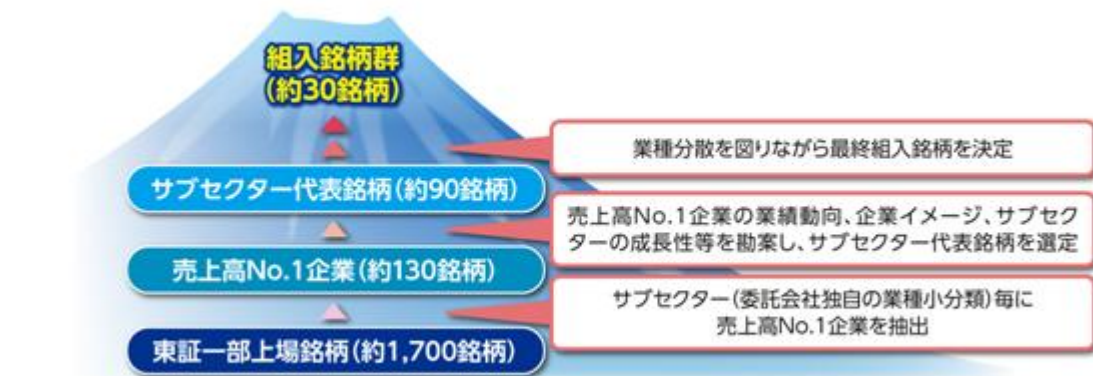 組入銘柄群
(約30銘柄)
業種分散を図りながら最終組入銘柄を決定
サブセクター代表銘柄(約90銘柄)
売上高No.1企業の業績動向、企業イメージ、サブセク
ターの成長性等を勘案し、サブセクター代表銘柄を選定
売上高No.1企業(約130銘柄)
サブセクター(委託会社独自の業種小分類)毎に
売上高No.1企業を抽出
東証一部上場銘柄(約1,700銘柄)